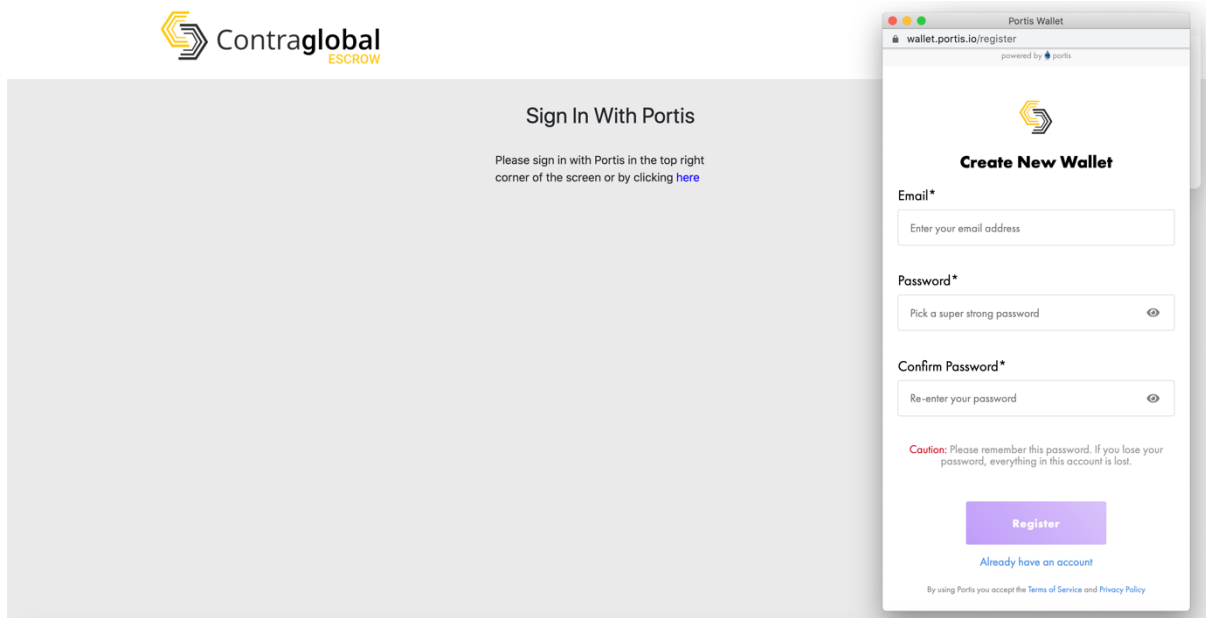 Contraglobal
ESCROW
Sign In With Portis
Please sign in with Portis in the top right
corner of the screen or by clicking here
Portis Wallet
wallet.portis.io/register
powered by portis
Create New Wallet
Email*
Enter your email address
Password*
Pick a super strong password
Confirm Password*
Re-enter your password
Caution: Please remember this password. If you lose your
password, everything in this account is lost.
Register
Already have an account
By using Portis you accept the Terms of Service and Privacy Policy